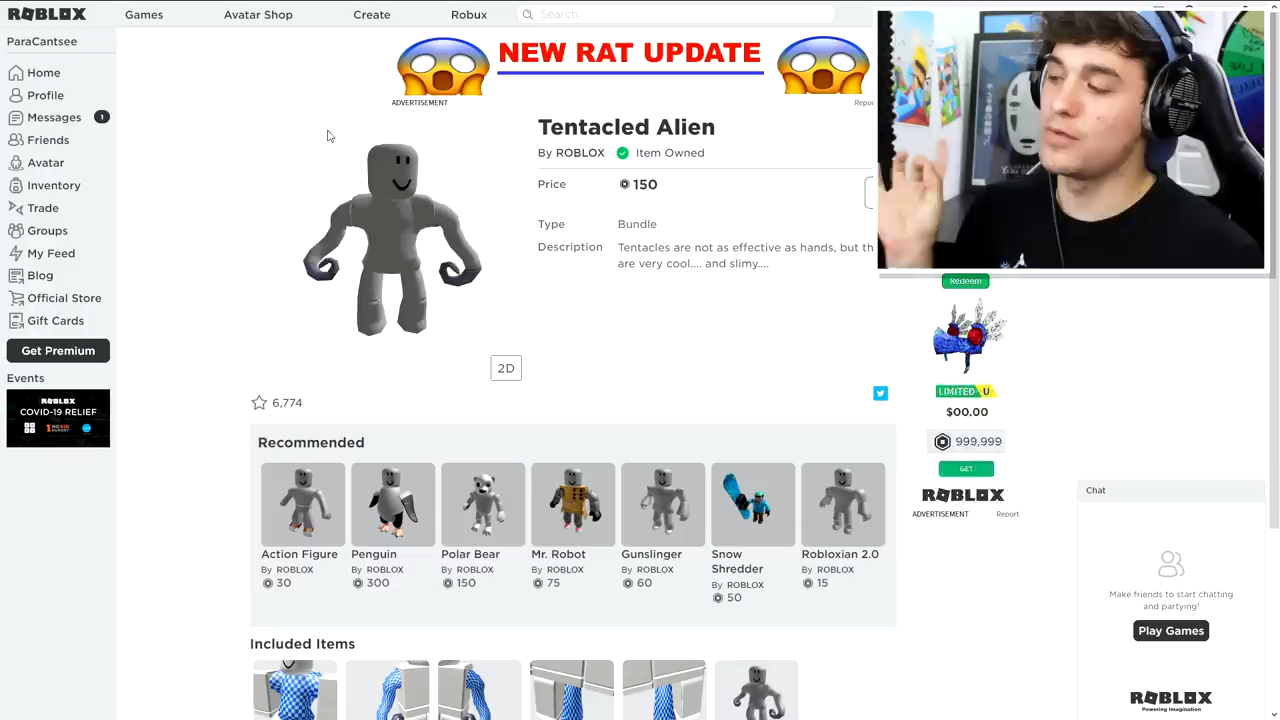 ROBLOX
Games
Avatar Shop
Create
Robux
Search
ParaCantsee
Home
Profile
Messages
1
Friends
Avatar
Inventory
Trade
Groups
My Feed
Blog
Official Store
Gift Cards
Get Premium
Events
ROBLOX
COVID-19 RELIEF
NO KID
HUNGRY
NEW RAT UPDATE
ADVERTISEMENT
Repor
Tentacled Alien
By ROBLOX
Item Owned
Price
150
Type
Bundle
Description
Tentacles are not as effective as hands, but th
are very cool.... and slimy....
2D
6,774
Redeem
LIMITED U
$00.00
999,999
GET
ROBLOX
ADVERTISEMENT
Report
Recommended
Action Figure
By ROBLOX
30
Penguin
By ROBLOX
300
Polar Bear
By ROBLOX
150
Mr. Robot
By ROBLOX
75
Gunslinger
By ROBLOX
60
Snow
Shredder
By ROBLOX
50
Robloxian 2.0
By ROBLOX
15
Included Items
Chat
Make friends to start chatting
and partying!
Play Games
ROBLOX
Powering Imagination